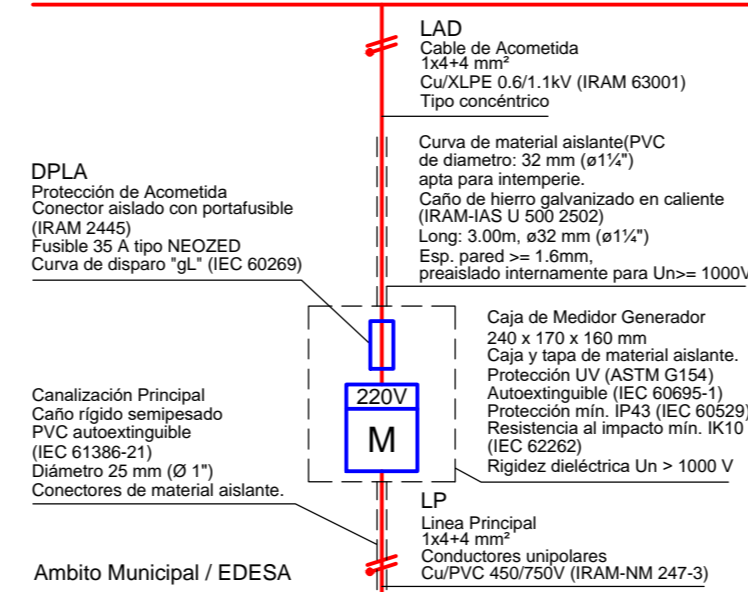 LAD
Cable de Acometida
1x4+4 mm²
Cu/XLPE 0.6/1.1kV (IRAM 63001)
Tipo concéntrico
Curva de material aislante(PVC
de diametro: 32 mm (ø1¼")
apta para intemperie.
Caño de hierro galvanizado en caliente
(IRAM-IAS U 500 2502)
Long: 3.00m, ø32 mm (ø1¼")
Esp. pared >= 1.6mm,
preaislado internamente para Un>= 1000V
DPLA
Protección de Acometida
Conector aislado con portafusible
(IRAM 2445)
Fusible 35 A tipo NEOZED
Curva de disparo "gL" (IEC 60269)
Caja de Medidor Generador
240 x 170 x 160 mm
Caja y tapa de material aislante.
Protección UV (ASTM G154)
Autoextinguible (IEC 60695-1)
Protección mín. IP43 (IEC 60529)
Resistencia al impacto mín. IK10
(IEC 62262)
Rigidez dieléctrica Un > 1000 V
220V
M
Canalización Principal
Caño rígido semipesado
PVC autoextinguible
(IEC 61386-21)
Diámetro 25 mm (Ø 1")
Conectores de material aislante.
LP
Linea Principal
1x4+4 mm²
Conductores unipolares
Cu/PVC 450/750V (IRAM-NM 247-3)
Ambito Municipal / EDESA